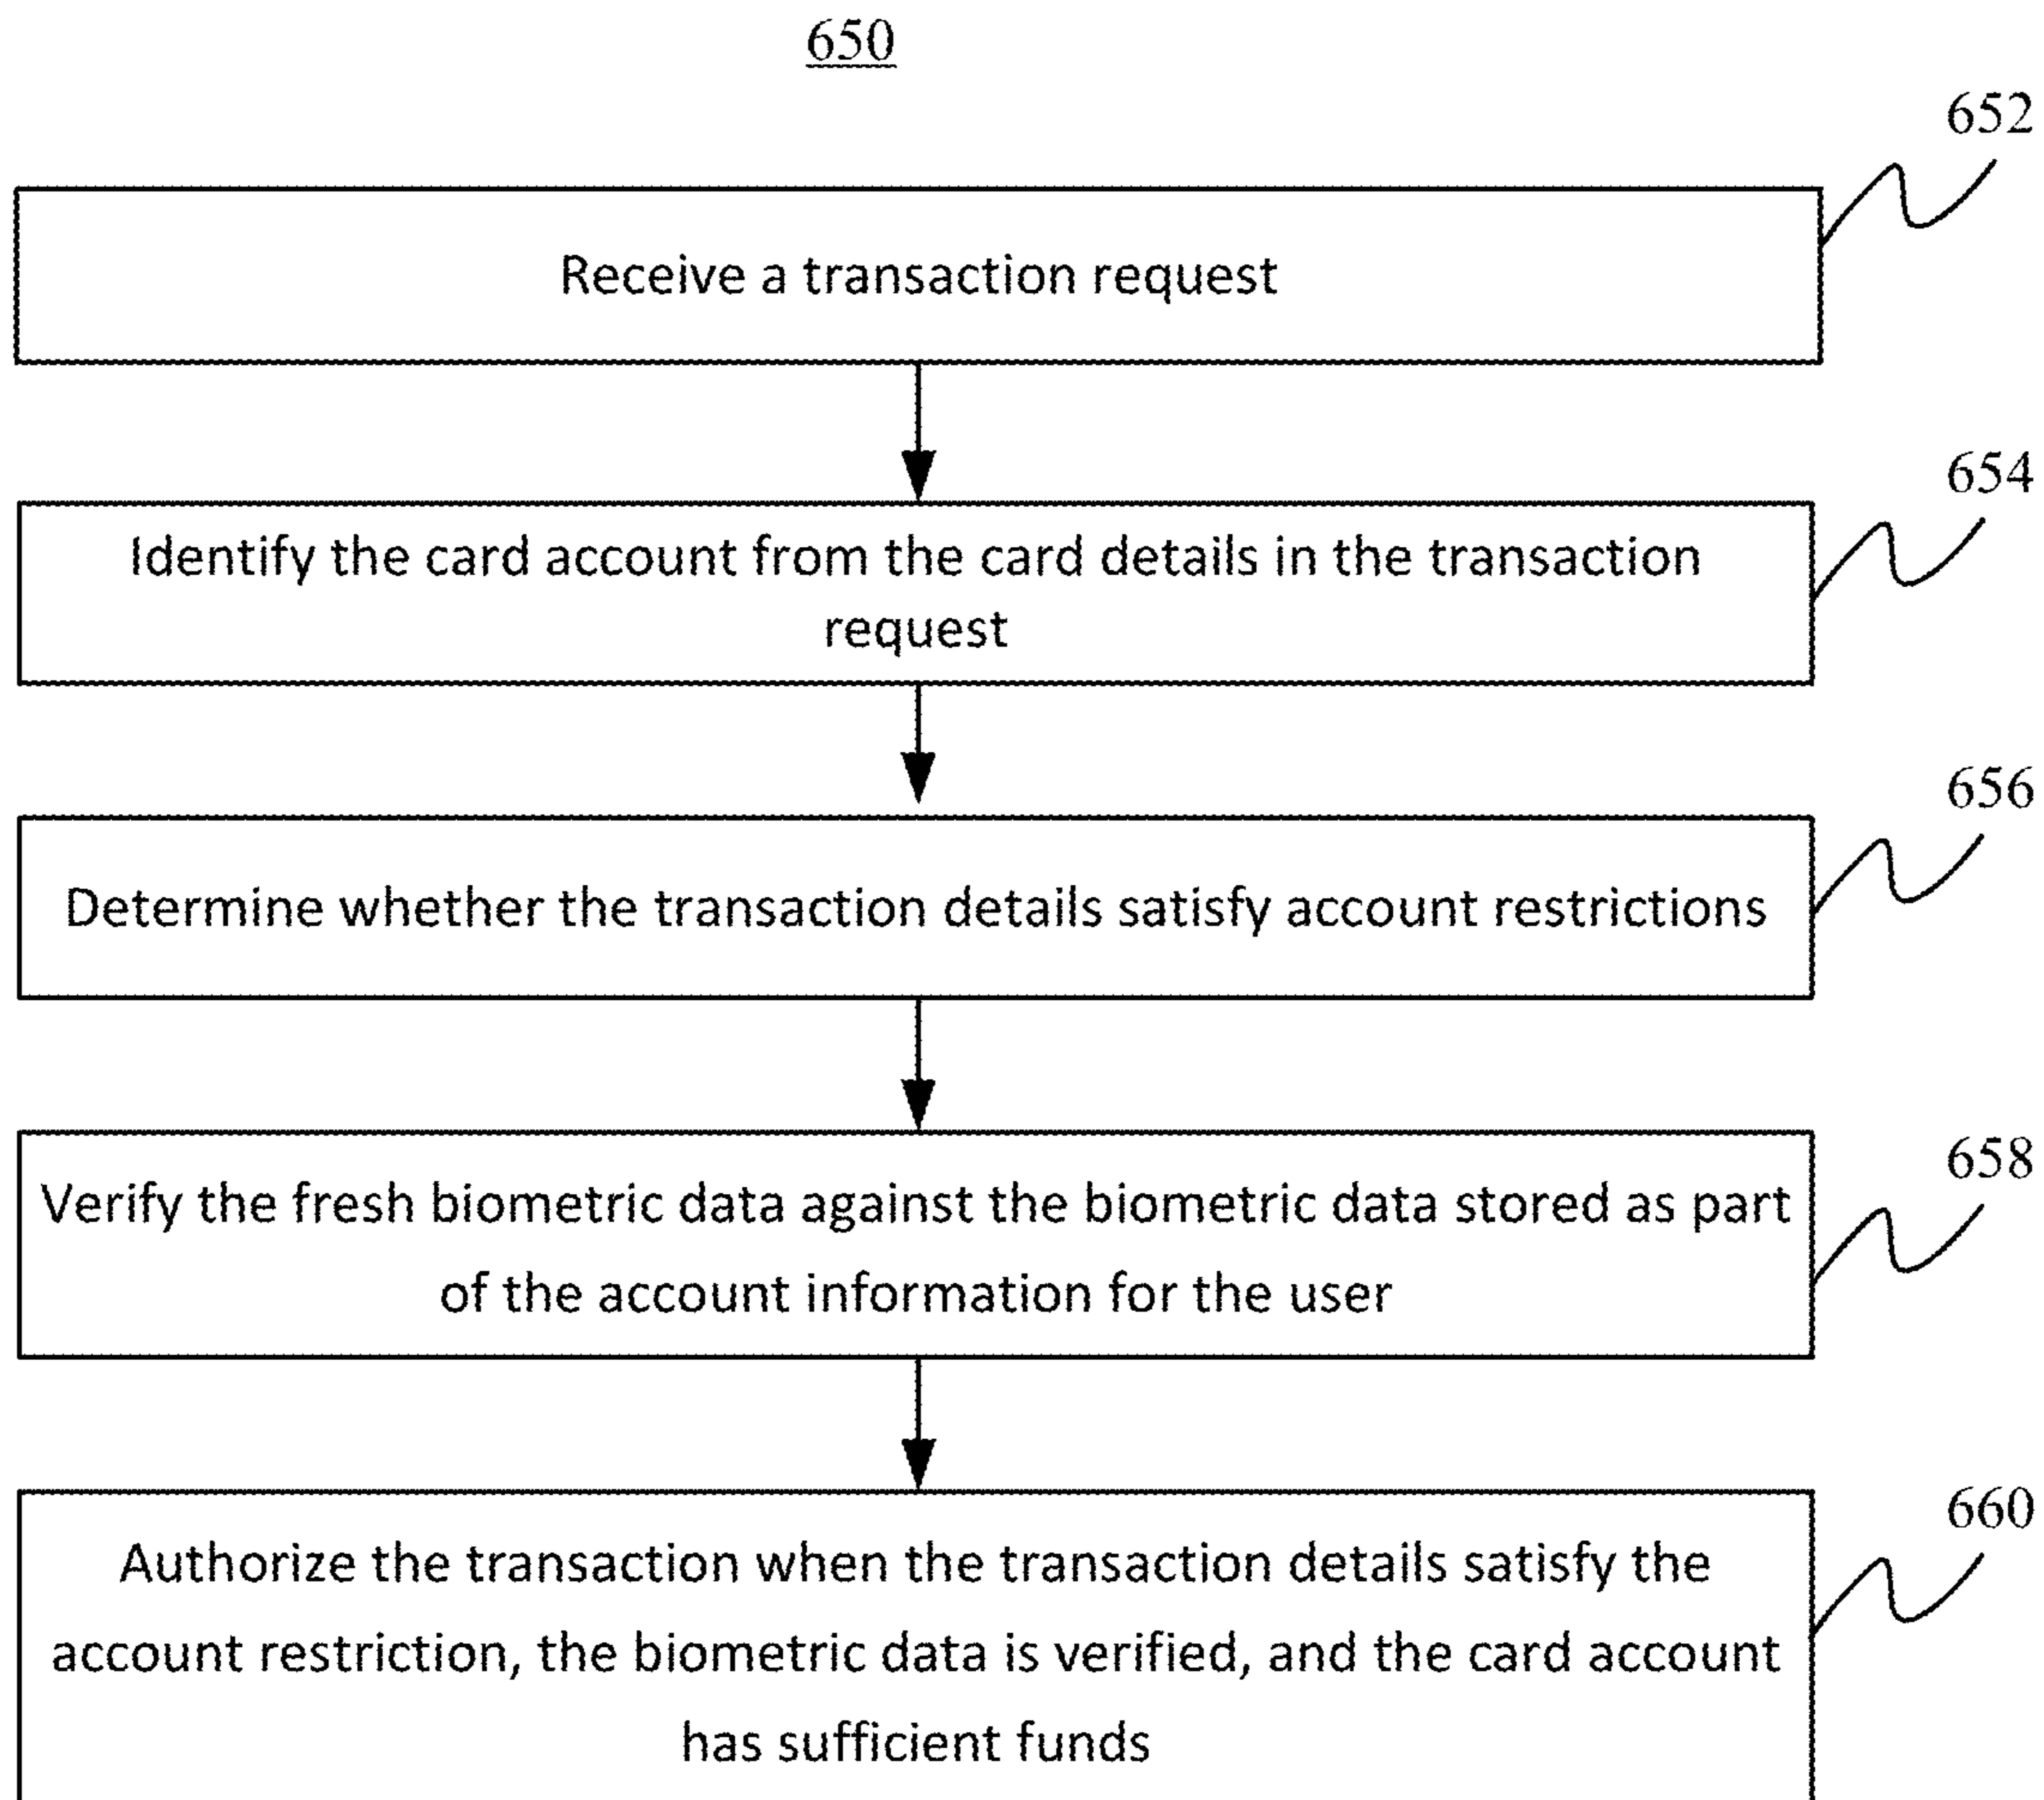 650
652
Receive a transaction request
654
Identify the card account from the card details in the transaction
request
656
Determine whether the transaction details satisfy account restrictions
658
Verify the fresh biometric data against the biometric data stored as part
of the account information for the user
660
Authorize the transaction when the transaction details satisfy the
account restriction, the biometric data is verified, and the card account
has sufficient funds